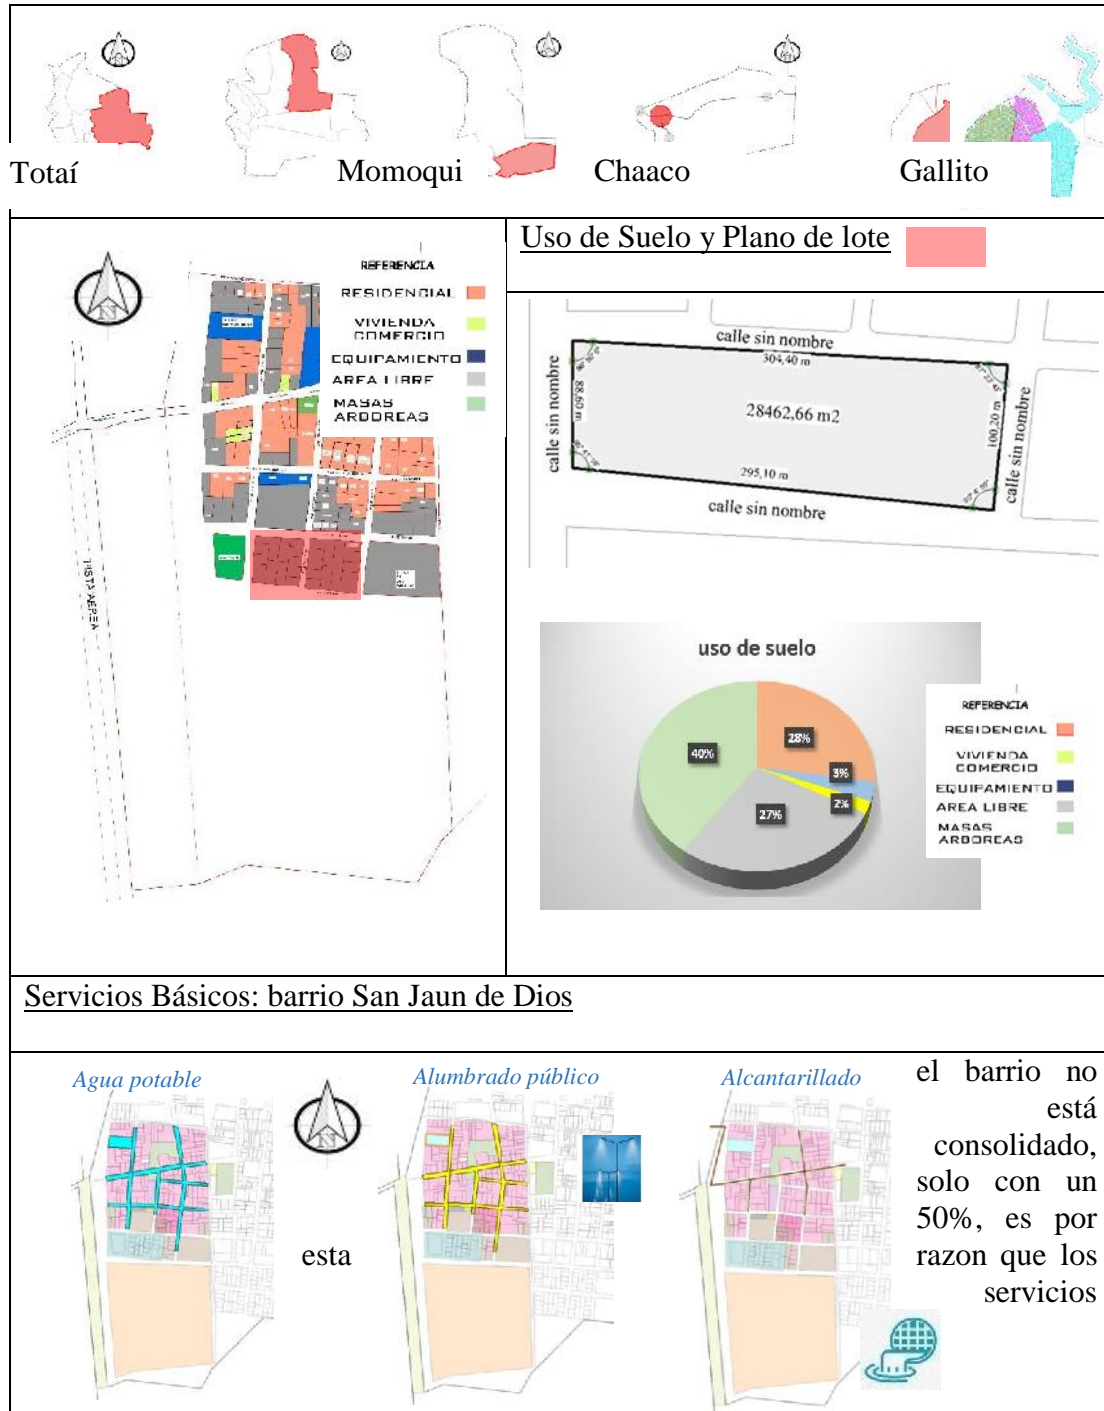 Totaí
Momoqui
Chaaco
Gallito
Uso de Suelo y Plano de lote
REFERENCIA
RESIDENCIAL
VIVIENDA
COMERCIO
EQUIPAMIENTO
AREA LIBRE
MASAS
ARBOREAS
PISTA AEREA
calle sin nombre
304,40 m
calle sin nombre
88,60 m
28462,66 m2
100,20 m
calle sin nombre
295,10 m
calle sin nombre
uso de suelo
40%
28%
3%
2%
27%
REFERENCIA
RESIDENCIAL
VIVIENDA
COMERCIO
EQUIPAMIENTO
AREA LIBRE
MASAS
ARBOREAS
Servicios Básicos: barrio San Jaun de Dios
Agua potable
Alumbrado público
Alcantarillado
el barrio no
está
consolidado,
solo con un
50%, es por
esta
razon que los
servicios